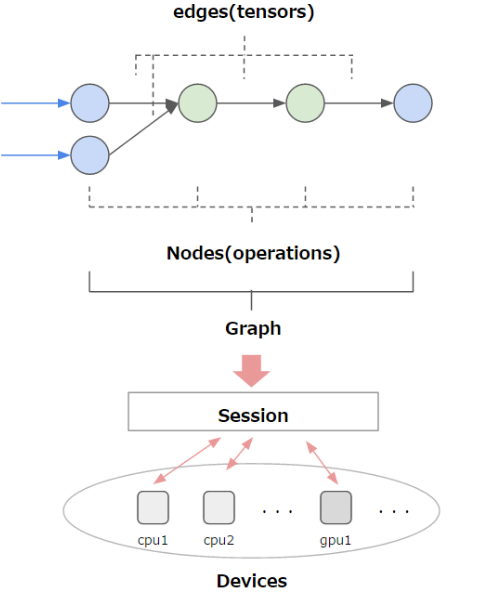 edges(tensors)
Nodes(operations)
Graph
Session
. . .
. . .
cpu1
cpu2
gpu1
Devices